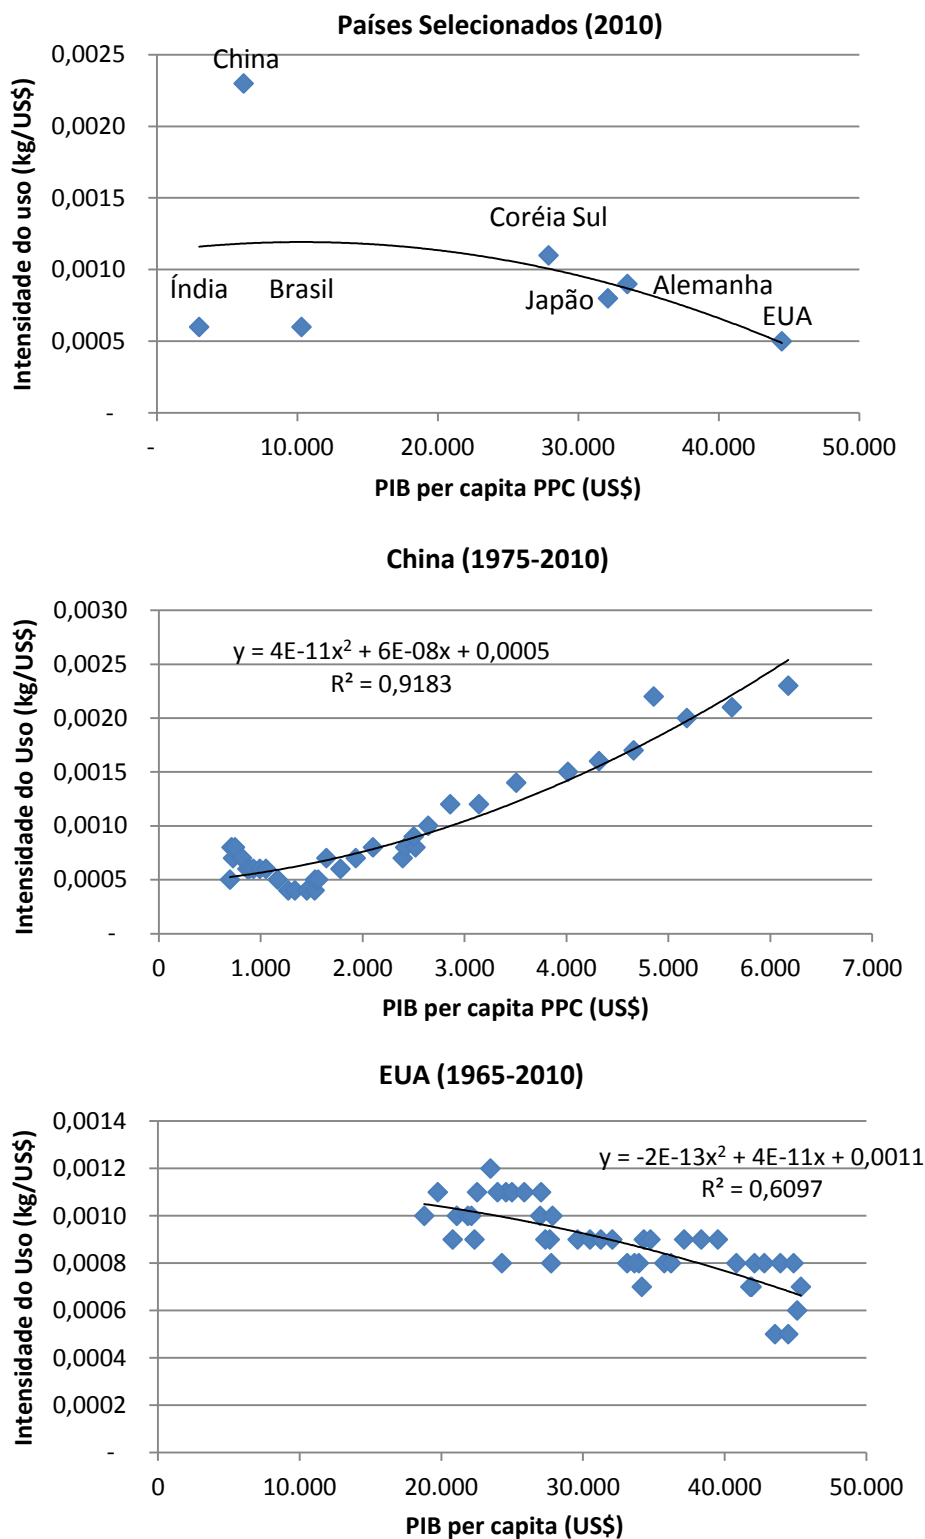 Países Selecionados (2010)
Intensidade do uso (kg/US$)
0,0025
0,0020
0,0015
0,0010
0,0005
-
China
Coréia Sul
Índia
Brasil
Japão
Alemanha
EUA
- 10.000 20.000 30.000 40.000 50.000
PIB per capita PPC (US$)
China (1975-2010)
Intensidade do Uso (kg/US$)
0,0030
0,0025
0,0020
0,0015
0,0010
0,0005
-
y = 4E-11x² + 6E-08x + 0,0005
R² = 0,9183
0 1.000 2.000 3.000 4.000 5.000 6.000 7.000
PIB per capita PPC (US$)
EUA (1965-2010)
Intensidade do Uso (kg/US$)
0,0014
0,0012
0,0010
0,0008
0,0006
0,0004
0,0002
-
y = -2E-13x² + 4E-11x + 0,0011
R² = 0,6097
0 10.000 20.000 30.000 40.000 50.000
PIB per capita (US$)